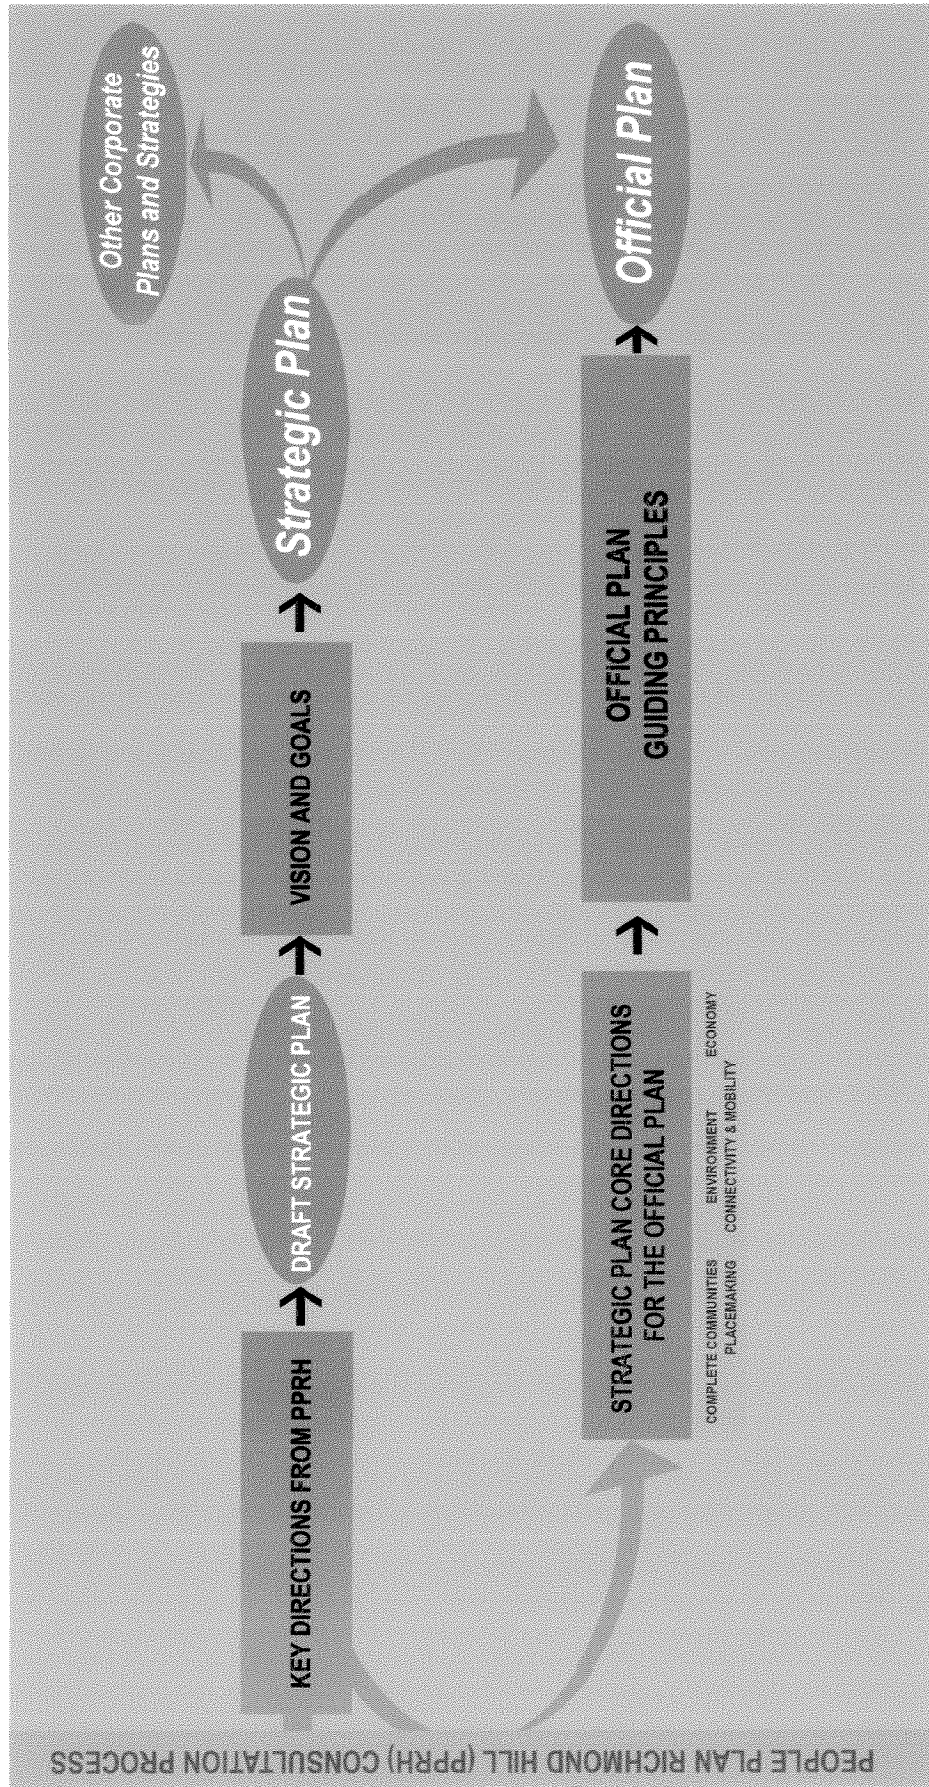 PEOPLE PLAN RICHMOND HILL (PPRH) CONSULTATION PROCESS
KEY DIRECTIONS FROM PPRH
DRAFT STRATEGIC PLAN
VISION AND GOALS
Strategic Plan
Other Corporate
Plans and Strategies
STRATEGIC PLAN CORE DIRECTIONS
FOR THE OFFICIAL PLAN
COMPLETE COMMUNITIES ENVIRONMENT ECONOMY
PLACEMAKING CONNECTIVITY & MOBILITY
OFFICIAL PLAN
GUIDING PRINCIPLES
Official Plan